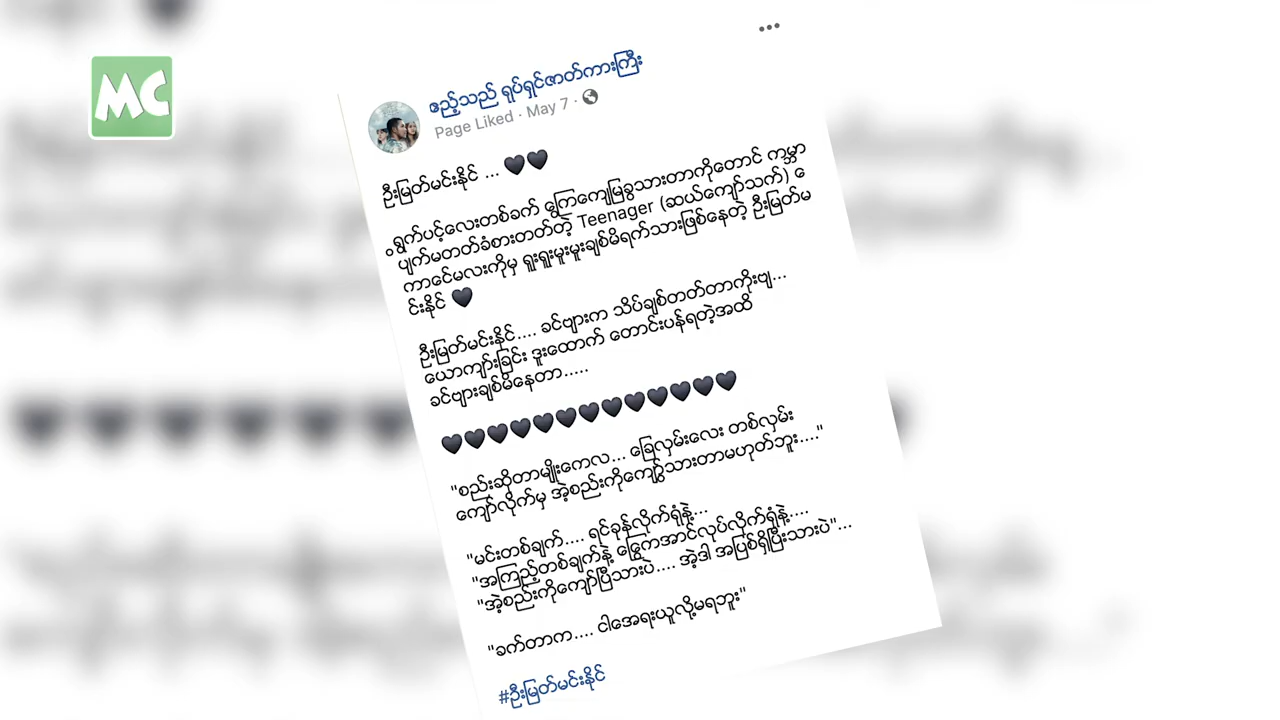 MC
ဧည့်သည် ရုပ်ရှင်ဇာတ်ကားကြီး
Page Liked · May 7 ·
ဦးမြတ်မင်းနိုင် ... 🖤🖤
ရွက်ပင့်လေးတစ်ခက် ကြွေကျေမြခွသားတာကိုတောင် ကမ္ဘာ
ပျက်မတတ်ခံစားတတ်တဲ့ Teenager (ဆယ်ကျော်သက်) ေ
ကာင်မလေးကိုမှ ရူးရူးမူးမူးချစ်မိရက်သားဖြစ်နေတဲ့ ဦးမြတ်မ
င်းနိုင် 🖤
ဦးမြတ်မင်းနိုင်.... ခင်ဗျားက သိပ်ချစ်တတ်တာကိုးဗျ...
ယောကျာ်းခြင်း ဒူးထောက် တောင်းပန်ရတဲ့အထိ
ခင်ဗျားချစ်မိနေတာ.....
🖤🖤🖤🖤🖤🖤🖤🖤🖤🖤🖤🖤🖤
"စည်းဆိုတာမျိုးကေလ... ခြေလှမ်းလေး တစ်လှမ်း
ကျော်လိုက်မှ အဲ့စည်းကိုကျော်သားတာမဟုတ်ဘူး...."
"မင်းတစ်ချက်.... ရင်ခုန်လိုက်ရုံနဲ့...
"အကြည့်တစ်ချက်နဲ့ ကြွေအောင်လုပ်လိုက်ရုံနဲ့....
"အဲ့စည်းကိုကျော်ပြီသားပဲ.... အဲ့ဒါ အပြစ်ရှိပြီးသားပဲ"...
"ခက်တာက.... ငါအေရးယူလို့မရဘူး"
#ဦးမြတ်မင်းနိုင်